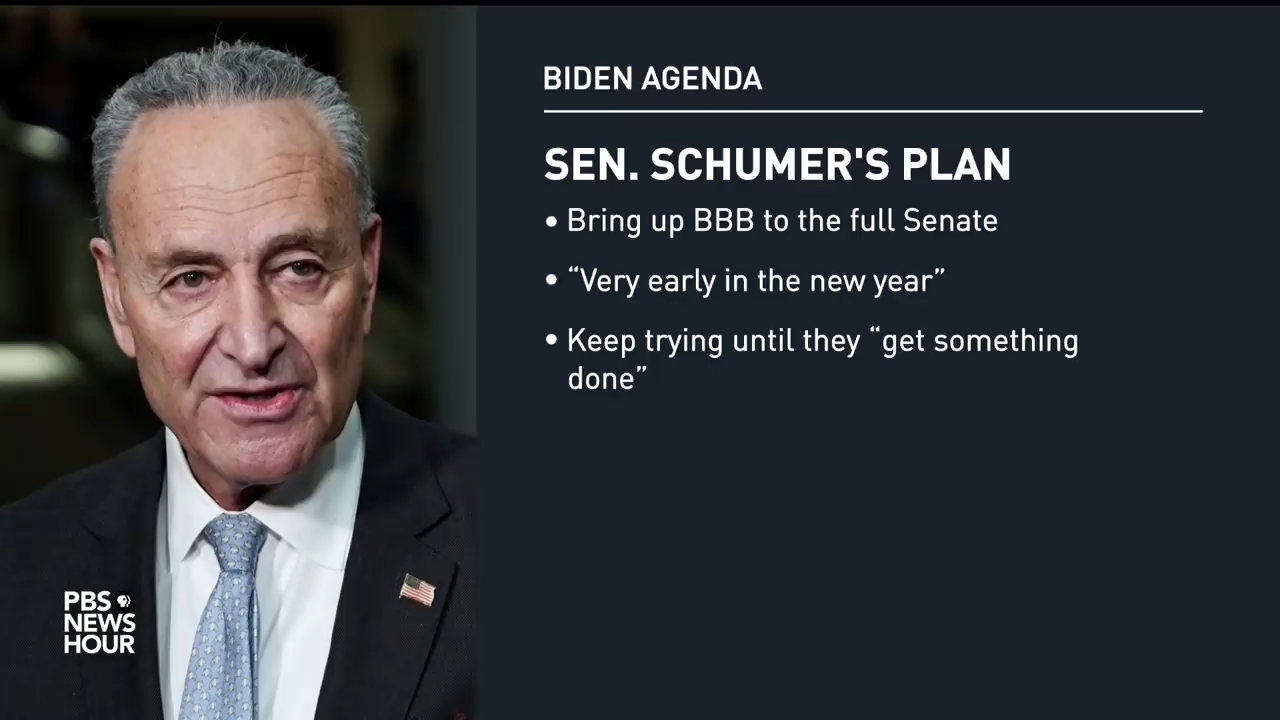 BIDEN AGENDA
SEN. SCHUMER'S PLAN
• Bring up BBB to the full Senate
• “Very early in the new year”
• Keep trying until they “get something
done”
PBS
NEWS
HOUR